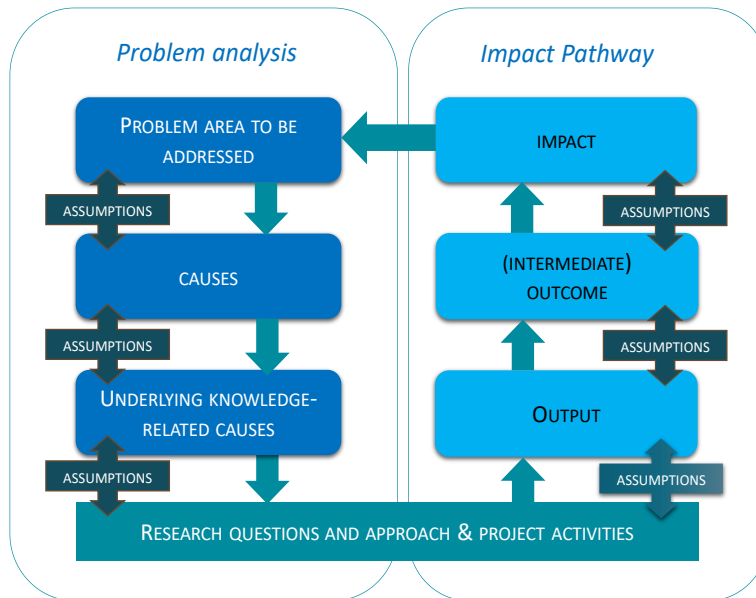 Problem analysis
Problem area to be
addressed
assumptions
causes
assumptions
Underlying knowledge-
related causes
assumptions
Impact Pathway
impact
assumptions
(intermediate)
outcome
assumptions
Output
assumptions
Research questions and approach & project activities